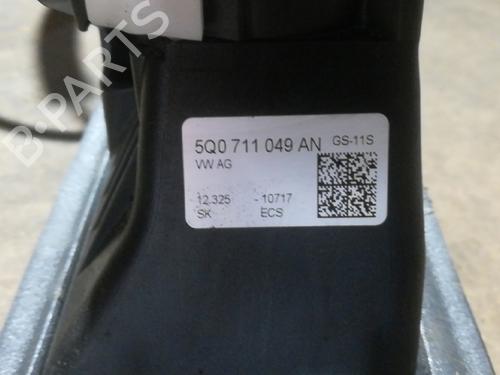 B-PARTS
5Q0 711 049 AN GS-11S
VW AG
12.325 - 10717
SK ECS